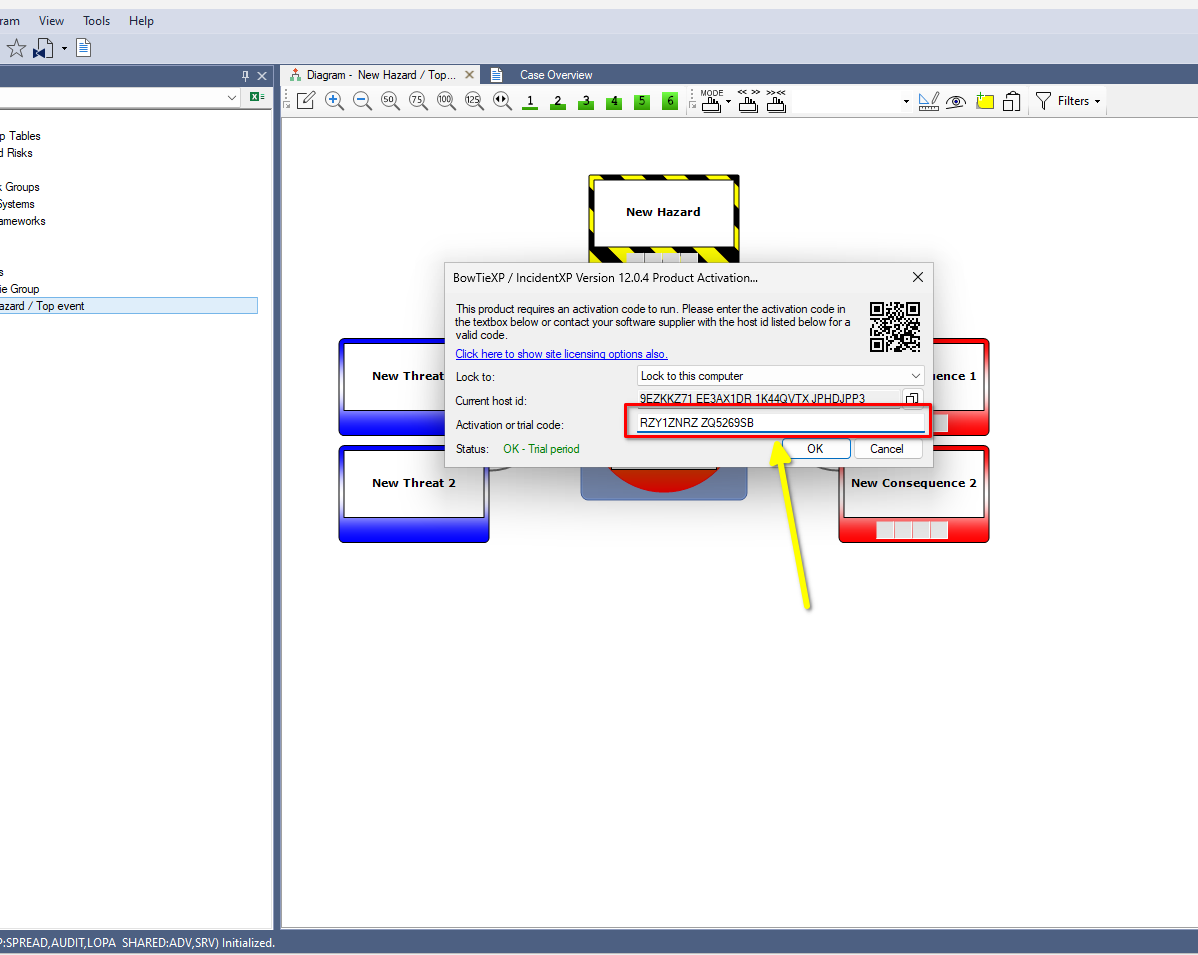 ram View Tools Help
Diagram - New Hazard / Top... Case Overview
50 75 100 125 1 2 3 4 5 6 MODE << >> >><< Filters
p Tables
d Risks
Groups
Systems
ameworks
s
ie Group
azard / Top event
New Hazard
BowTieXP / IncidentXP Version 12.0.4 Product Activation...
This product requires an activation code to run. Please enter the activation code in
the textbox below or contact your software supplier with the host id listed below for a
valid code.
Click here to show site licensing options also.
Lock to: Lock to this computer
Current host id: 9EZKKZ71 EE3AX1DR 1K44QVTX JPHDJPP3
Activation or trial code: RZY1ZNRZ ZQ5269SB
Status: OK - Trial period OK Cancel
New Threat
uence 1
New Threat 2
New Consequence 2
P:SPREAD,AUDIT,LOPA SHARED:ADV,SRV) Initialized.